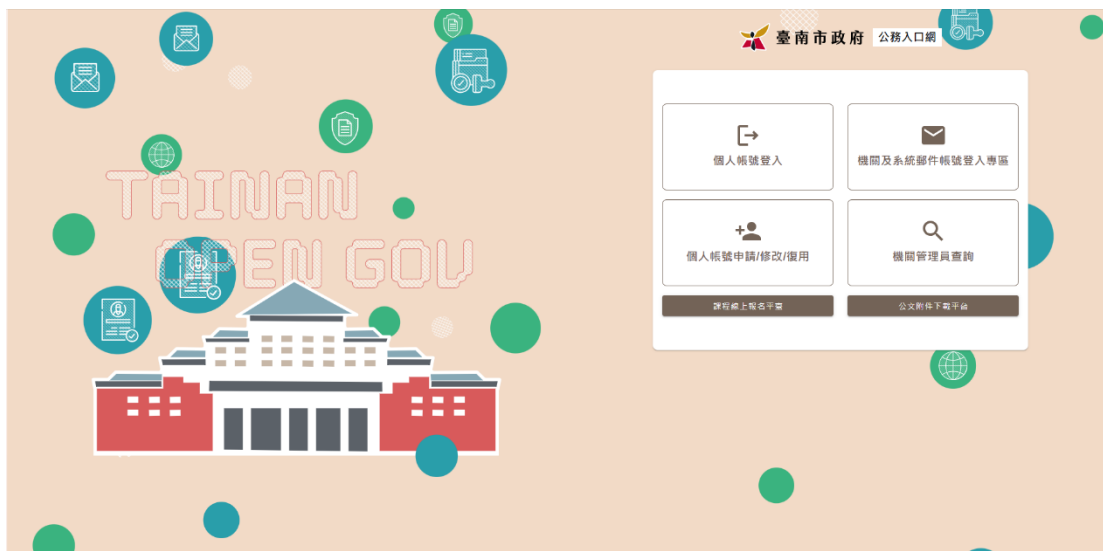 臺南市政府 公務入口網
TAINAN
OPEN GOV
個人帳號登入
機關及系統郵件帳號登入專區
個人帳號申請/修改/復用
機關管理員查詢
課程線上報名平臺
公文附件下載平台